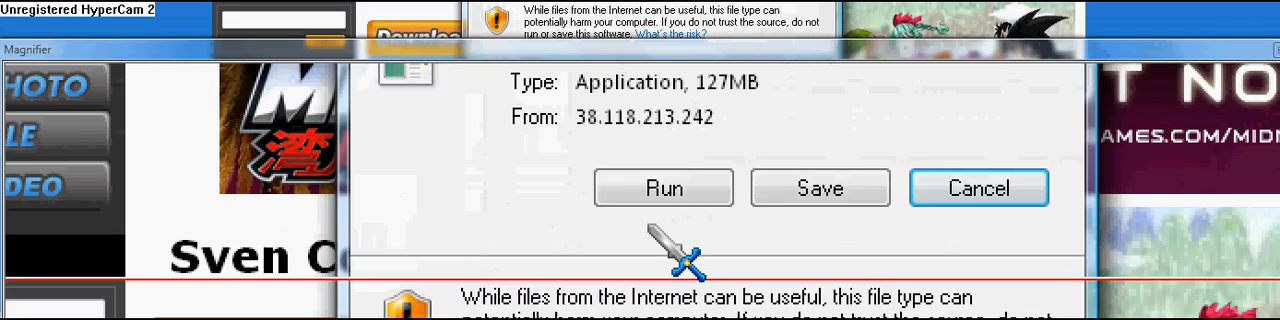 Unregistered HyperCam 2
While files from the Internet can be useful, this file type can
potentially harm your computer. If you do not trust the source, do not
run or save this software. What's the risk?
Magnifier
HOTO
LE
DEO
湾
Type: Application, 127MB
From: 38.118.213.242
Run Save Cancel
T NO
AMES.COM/MIDN
Sven C
While files from the Internet can be useful, this file type can